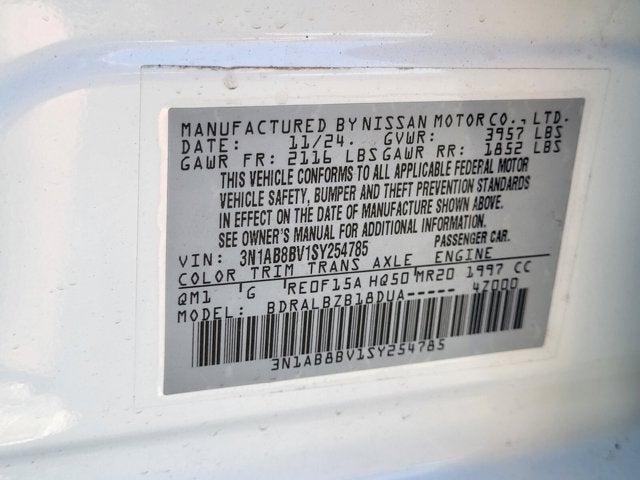 MANUFACTURED BY NISSAN MOTOR CO., LTD.
DATE: 11/24. GVWR: 3957 LBS
GAWR FR: 2116 LBS GAWR RR: 1852 LBS
THIS VEHICLE CONFORMS TO ALL APPLICABLE FEDERAL MOTOR
VEHICLE SAFETY, BUMPER AND THEFT PREVENTION STANDARDS
IN EFFECT ON THE DATE OF MANUFACTURE SHOWN ABOVE.
SEE OWNER'S MANUAL FOR ADDITIONAL INFORMATION.
VIN: 3N1AB8BV1SY254785 PASSENGER CAR.
COLOR TRIM TRANS AXLE ENGINE
QM1 G RE0F15A HQ50 MR20 1997 CC
MODEL: BDRALBZB18DUA----- 4Z000
3N1AB8BV1SY254785